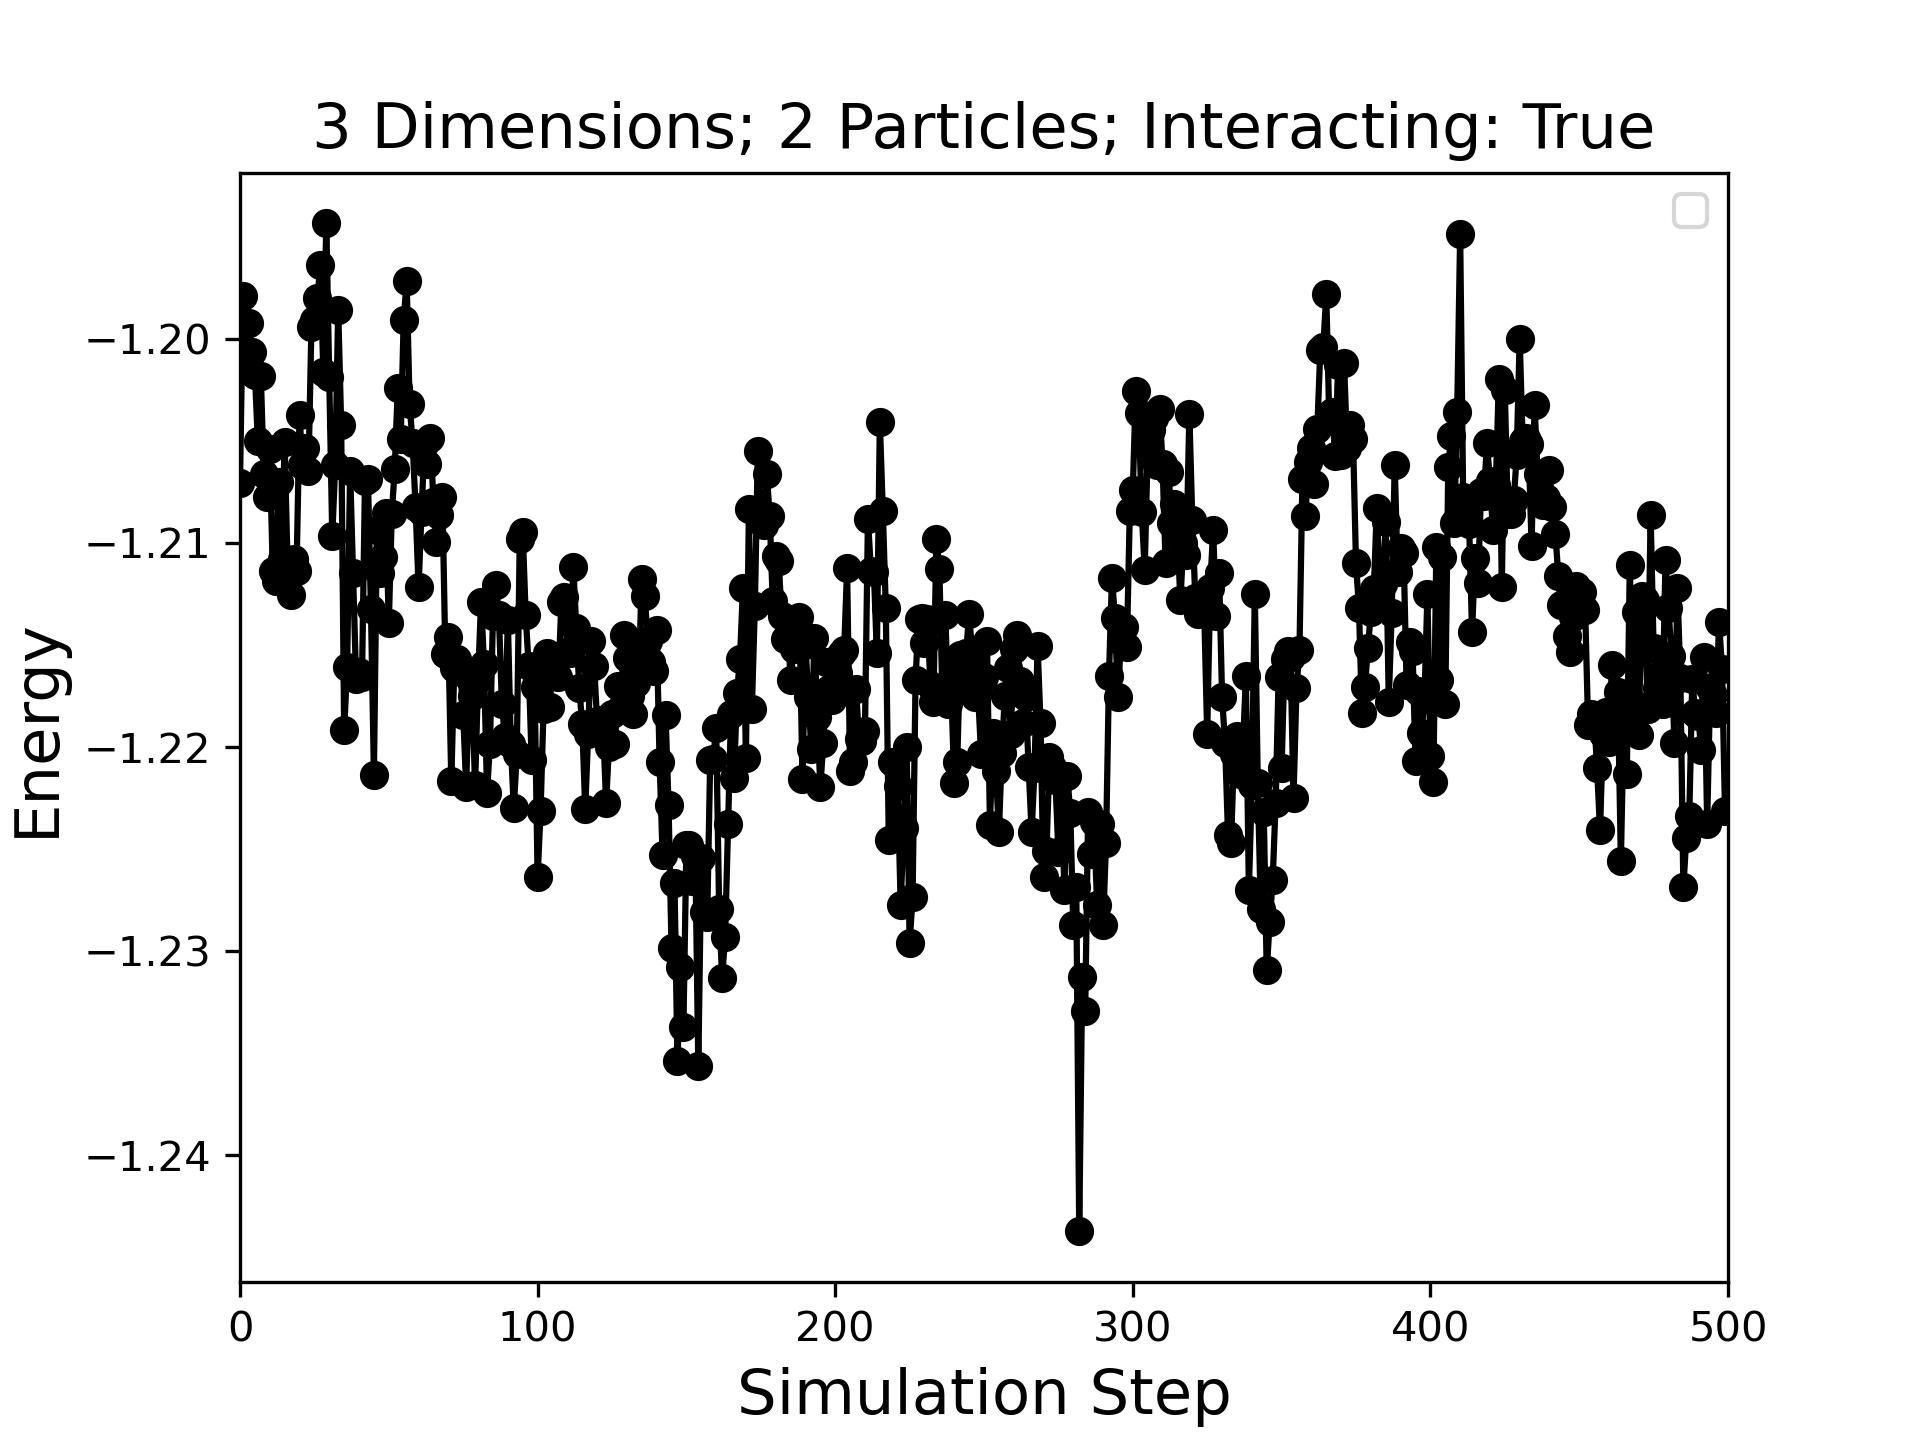 3 Dimensions; 2 Particles; Interacting: True
Energy
−1.20
−1.21
−1.22
−1.23
−1.24
0 100 200 300 400 500
Simulation Step